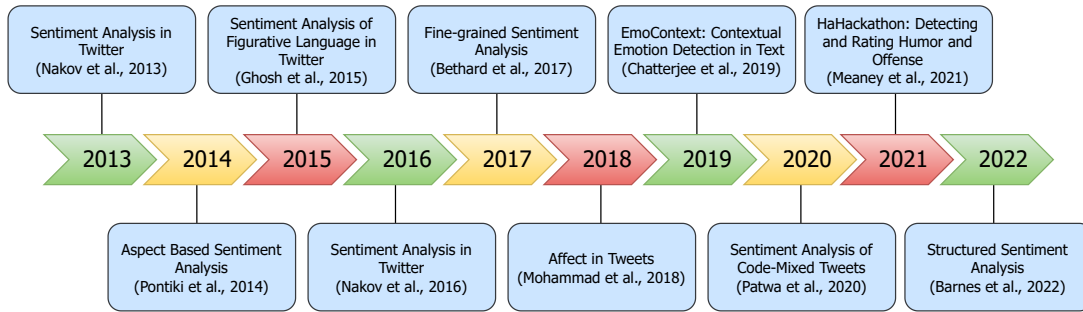 Sentiment Analysis in
Twitter
(Nakov et al., 2013)
Sentiment Analysis of
Figurative Language in
Twitter
(Ghosh et al., 2015)
Fine-grained Sentiment
Analysis
(Bethard et al., 2017)
EmoContext: Contextual
Emotion Detection in Text
(Chatterjee et al., 2019)
HaHackathon: Detecting
and Rating Humor and
Offense
(Meaney et al., 2021)
2013
2014
2015
2016
2017
2018
2019
2020
2021
2022
Aspect Based Sentiment
Analysis
(Pontiki et al., 2014)
Sentiment Analysis in
Twitter
(Nakov et al., 2016)
Affect in Tweets
(Mohammad et al., 2018)
Sentiment Analysis of
Code-Mixed Tweets
(Patwa et al., 2020)
Structured Sentiment
Analysis
(Barnes et al., 2022)